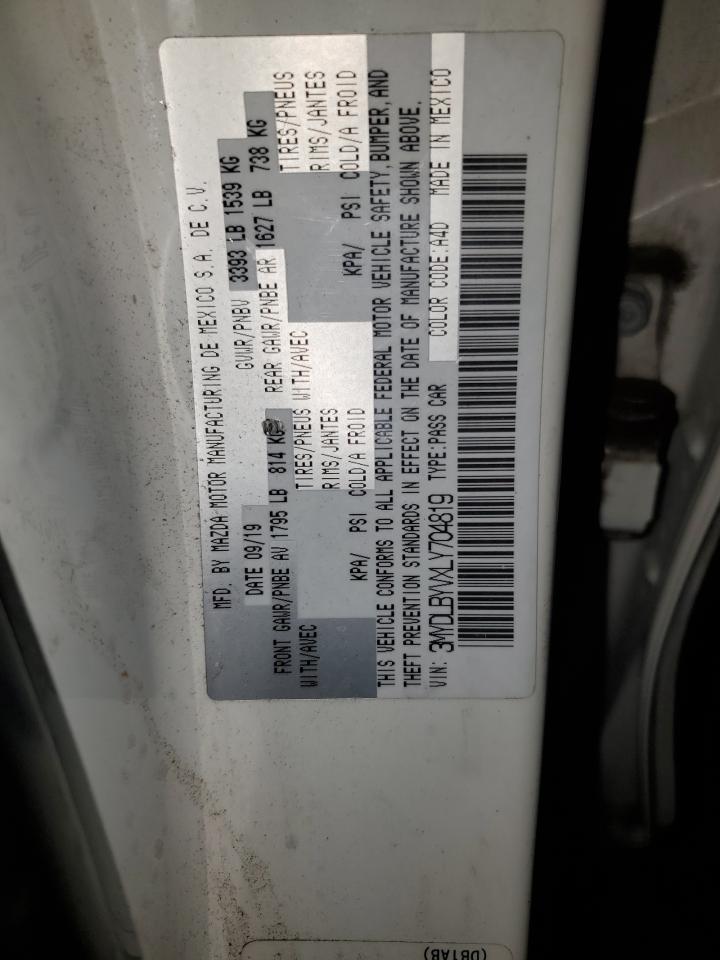 MFD. BY MAZDA MOTOR MANUFACTURING DE MEXICO S.A. DE C.V.
DATE 09/19 GVWR/PNBV 3393 LB 1539 KG
FRONT GAWR/PNBE AV 1795 LB 814 KG REAR GAWR/PNBE AR 1627 LB 738 KG
WITH/AVEC TIRES/PNEUS WITH/AVEC TIRES/PNEUS
RIMS/JANTES RIMS/JANTES
KPA/ PSI COLD/A FROID KPA/ PSI COLD/A FROID
THIS VEHICLE CONFORMS TO ALL APPLICABLE FEDERAL MOTOR VEHICLE SAFETY,BUMPER,AND
THEFT PREVENTION STANDARDS IN EFFECT ON THE DATE OF MANUFACTURE SHOWN ABOVE.
VIN: 3MYDLBYVXLY704819 TYPE:PASS CAR COLOR CODE:A4D MADE IN MEXICO
(DB1AB)